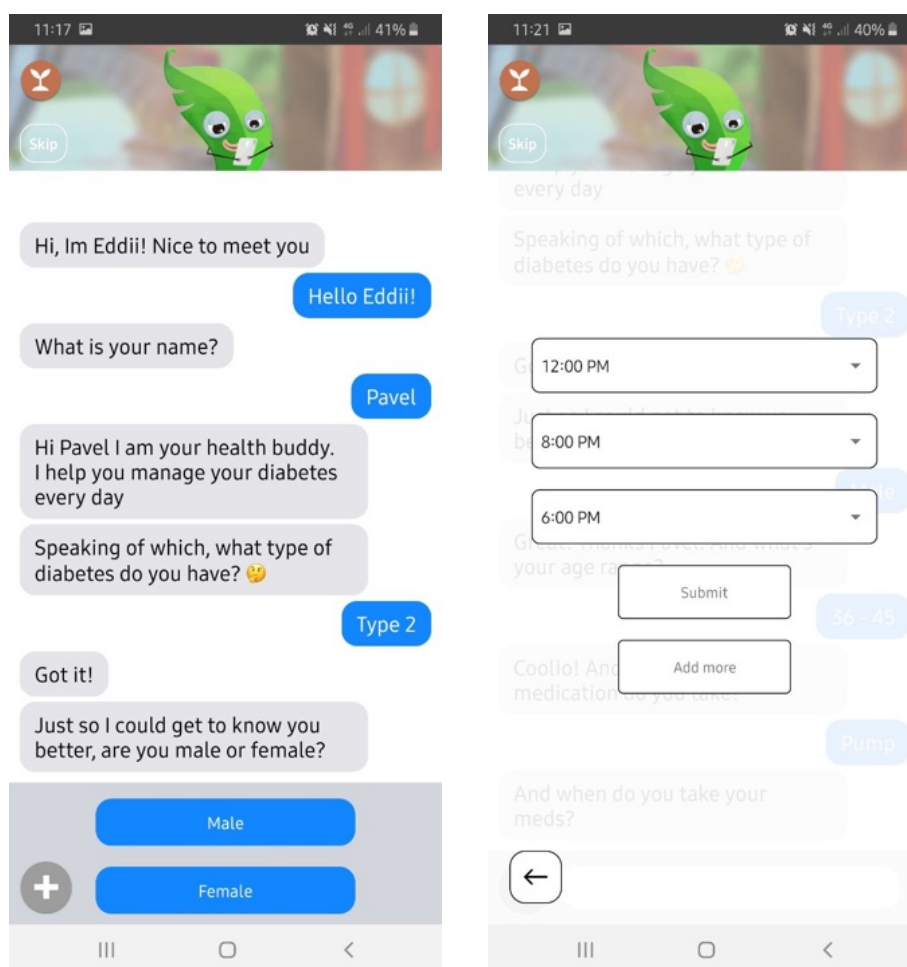 11:17
41%
Skip
Hi, Im Eddii! Nice to meet you
Hello Eddii!
What is your name?
Pavel
Hi Pavel I am your health buddy.
I help you manage your diabetes
every day
Speaking of which, what type of
diabetes do you have? 🤔
Type 2
Got it!
Just so I could get to know you
better, are you male or female?
Male
Female
11:21
40%
Skip
every day
Speaking of which, what type of
diabetes do you have?
Type 2
12:00 PM
8:00 PM
6:00 PM
your age
Submit
36 - 45
Coolio! And
Add more
medication do you take?
Pump
And when do you take your
meds?